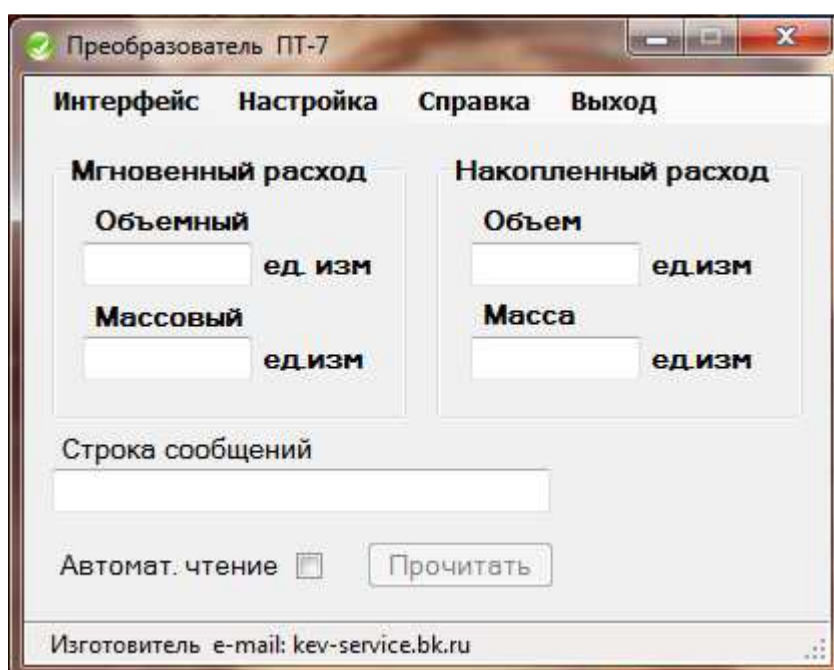 Преобразователь ПТ-7
Интерфейс Настройка Справка Выход
Мгновенный расход
Объемный
ед. изм
Массовый
ед.изм
Накопленный расход
Объем
ед.изм
Масса
ед.изм
Строка сообщений
Автомат. чтение Прочитать
Изготовитель e-mail: kev-service.bk.ru